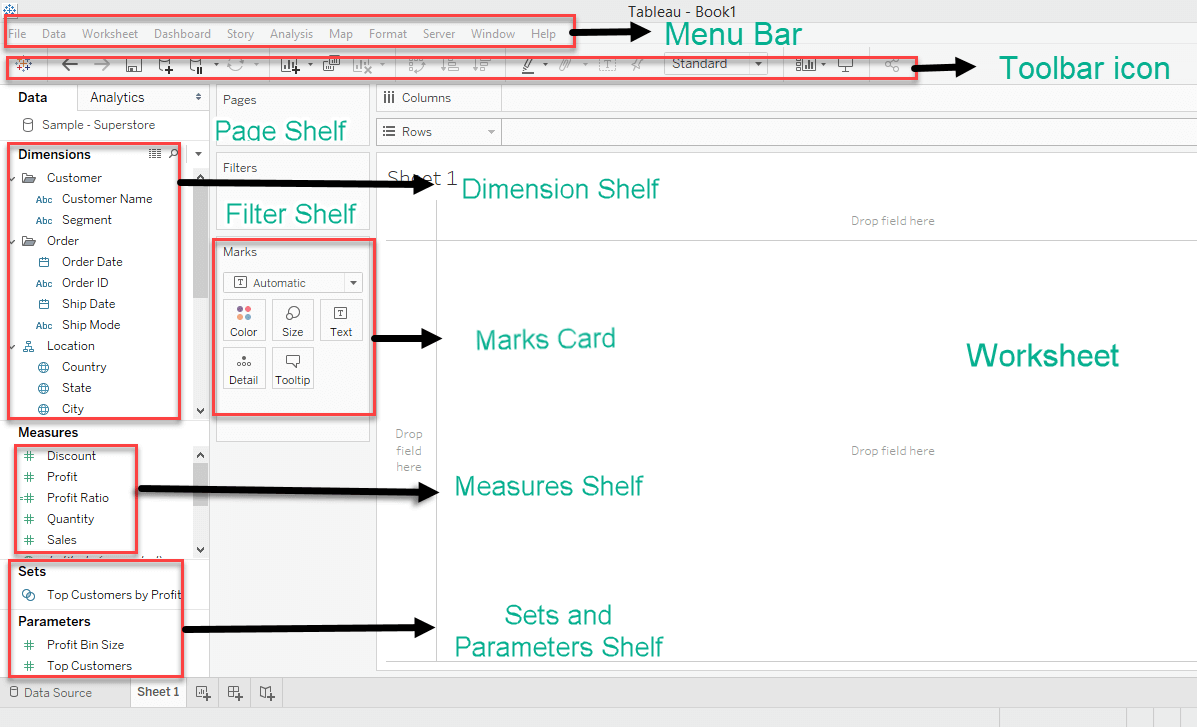 Tableau - Book1
File Data Worksheet Dashboard Story Analysis Map Format Server Window Help
Menu Bar
Standard
Toolbar icon
Data Analytics
Sample - Superstore
Pages
Page Shelf
Columns
Rows
Dimensions
Customer
Abc Customer Name
Abc Segment
Order
Order Date
Abc Order ID
Ship Date
Abc Ship Mode
Location
Country
State
City
Filters
Filter Shelf
Sheet 1
Dimension Shelf
Drop field here
Marks
T Automatic
Color Size T Text
Detail Tooltip
Marks Card
Worksheet
Measures
Discount
Profit
=# Profit Ratio
Quantity
Sales
Drop
field
here
Drop field here
Measures Shelf
Sets
Top Customers by Profit
Parameters
Profit Bin Size
Top Customers
Sets and
Parameters Shelf
Data Source Sheet 1